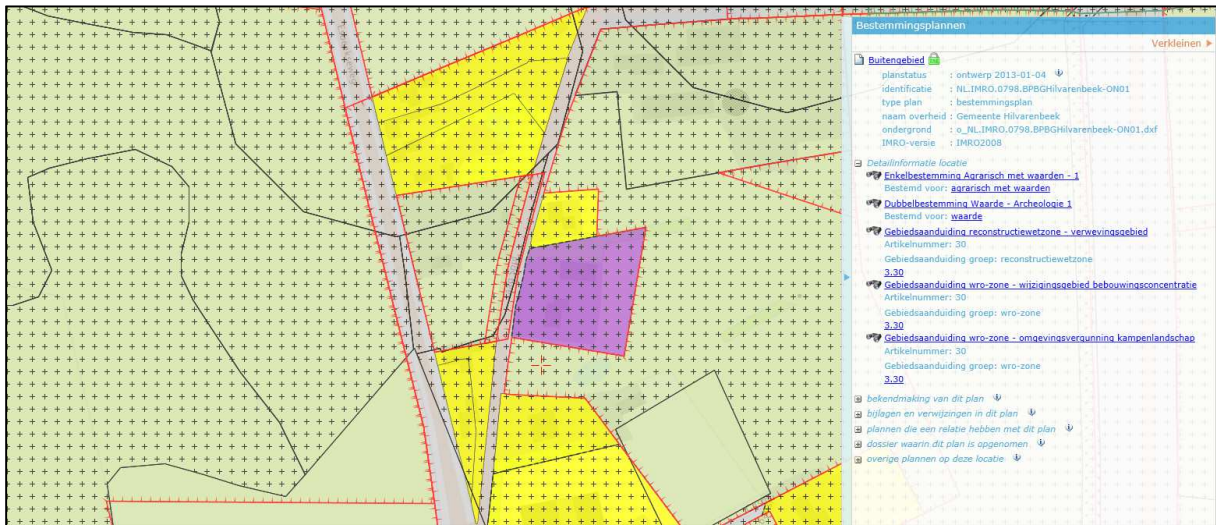 Bestemmingsplannen
Verkleinen
Buitengebied
planstatus : ontwerp 2013-01-04
identificatie : NL.IMRO.0798.BPBGHilvarenbeek-ON01
type plan : bestemmingsplan
naam overheid : Gemeente Hilvarenbeek
ondergrond : o_NL.IMRO.0798.BPBGHilvarenbeek-ON01.dxf
IMRO-versie : IMRO2008
Detailinformatie locatie
Enkelbestemming Agrarisch met waarden - 1
Bestemd voor: agrarisch met waarden
Dubbelbestemming Waarde - Archeologie 1
Bestemd voor: waarde
Gebiedsaanduiding reconstructiewetzone - verwevingsgebied
Artikelnummer: 30
Gebiedsaanduiding groep: reconstructiewetzone
3.30
Gebiedsaanduiding wro-zone - wijzigingsgebied bebouwingsconcentratie
Artikelnummer: 30
Gebiedsaanduiding groep: wro-zone
3.30
Gebiedsaanduiding wro-zone - omgevingsvergunning kampenlandschap
Artikelnummer: 30
Gebiedsaanduiding groep: wro-zone
3.30
bekendmaking van dit plan
bijlagen en verwijzingen in dit plan
plannen die een relatie hebben met dit plan
dossier waarin dit plan is opgenomen
overige plannen op deze locatie